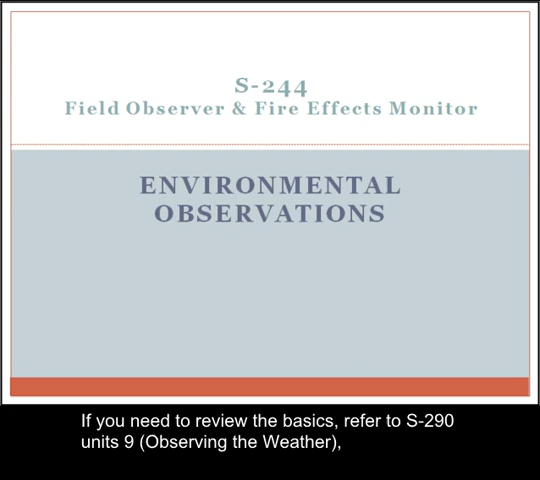 S-244
Field Observer & Fire Effects Monitor
ENVIRONMENTAL
OBSERVATIONS
If you need to review the basics, refer to S-290
units 9 (Observing the Weather),